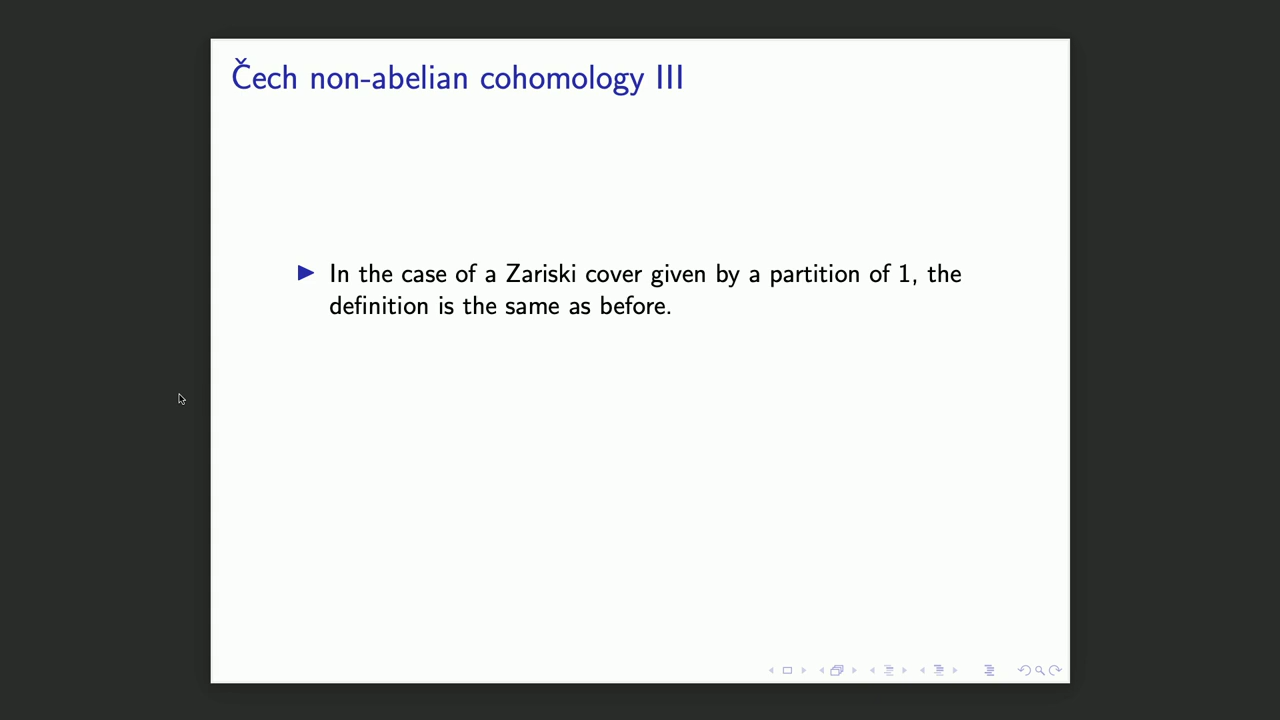 Čech non-abelian cohomology III
In the case of a Zariski cover given by a partition of 1, the
definition is the same as before.